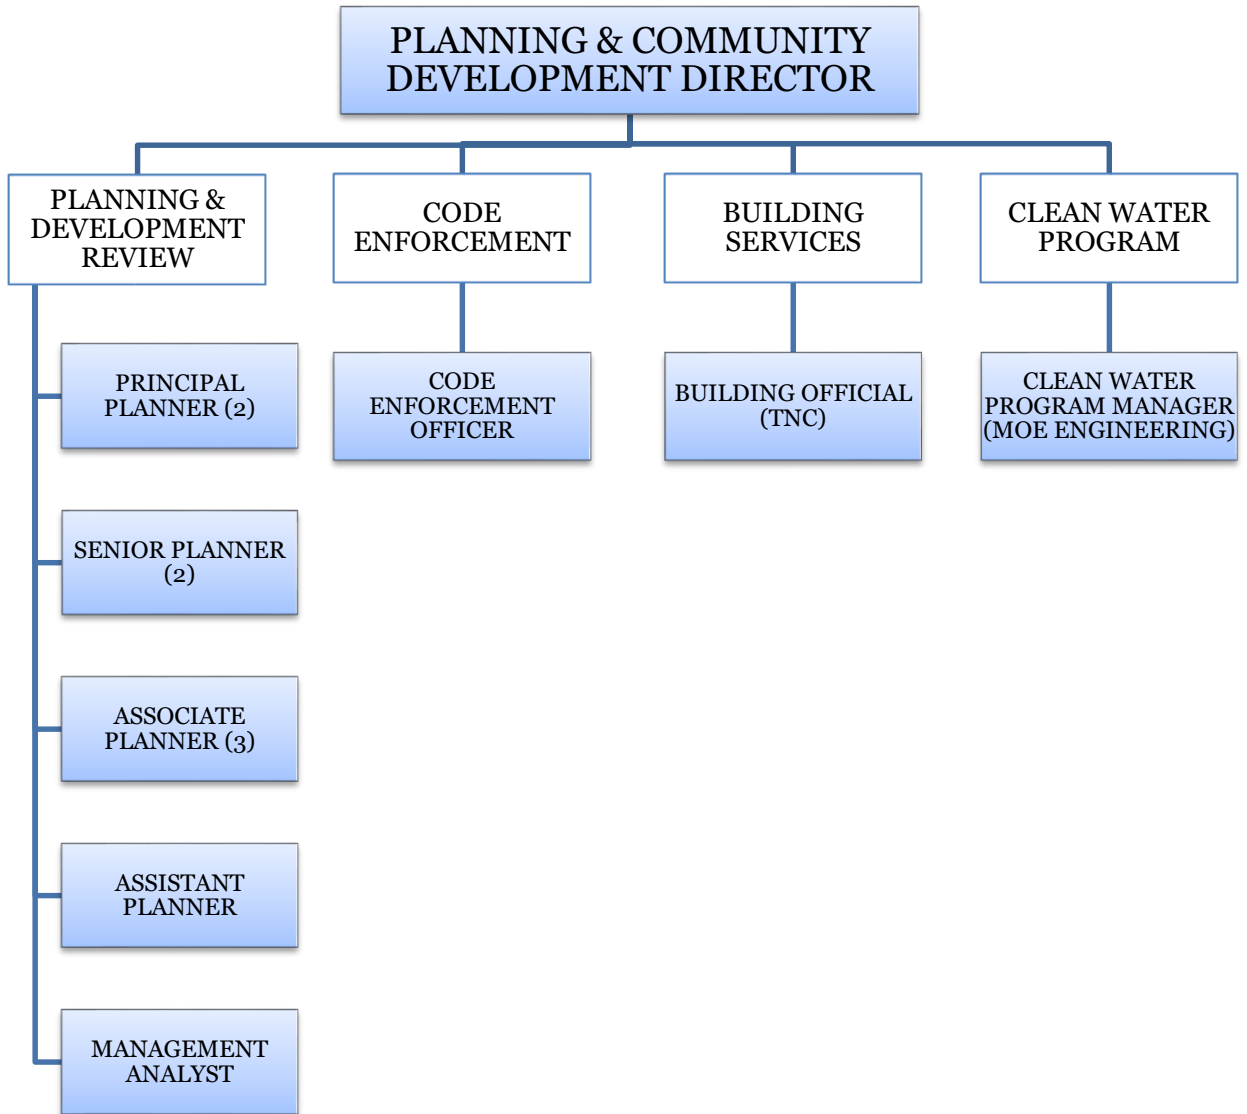 PLANNING & COMMUNITY
DEVELOPMENT DIRECTOR
PLANNING &
DEVELOPMENT
REVIEW
CODE
ENFORCEMENT
BUILDING
SERVICES
CLEAN WATER
PROGRAM
PRINCIPAL
PLANNER (2)
CODE
ENFORCEMENT
OFFICER
BUILDING OFFICIAL
(TNC)
CLEAN WATER
PROGRAM MANAGER
(MOE ENGINEERING)
SENIOR PLANNER
(2)
ASSOCIATE
PLANNER (3)
ASSISTANT
PLANNER
MANAGEMENT
ANALYST